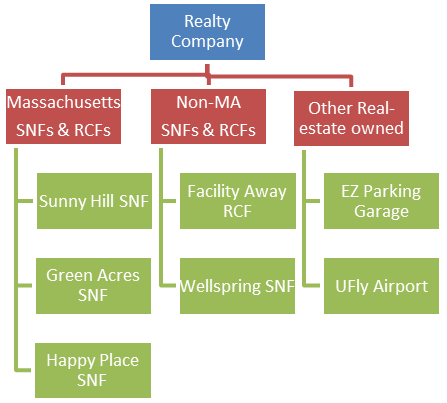 Realty
Company
Massachusetts
SNFs & RCFs
Non-MA
SNFs & RCFs
Other Real-
estate owned
Sunny Hill SNF
Green Acres
SNF
Happy Place
SNF
Facility Away
RCF
Wellspring SNF
EZ Parking
Garage
UFly Airport